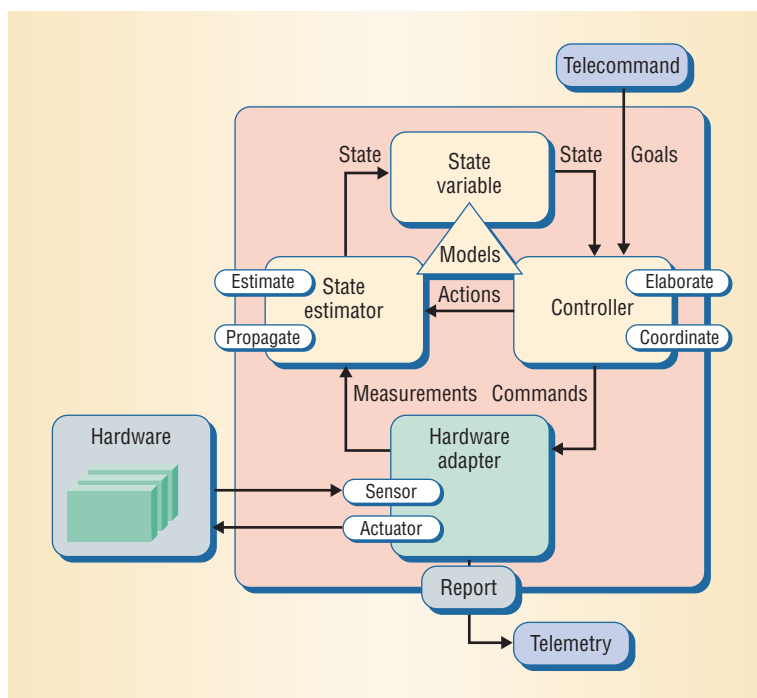 Telecommand
State
State
variable
State
Goals
Models
Estimate
State
estimator
Propagate
Actions
Controller
Elaborate
Coordinate
Measurements
Commands
Hardware
Hardware
adapter
Sensor
Actuator
Report
Telemetry